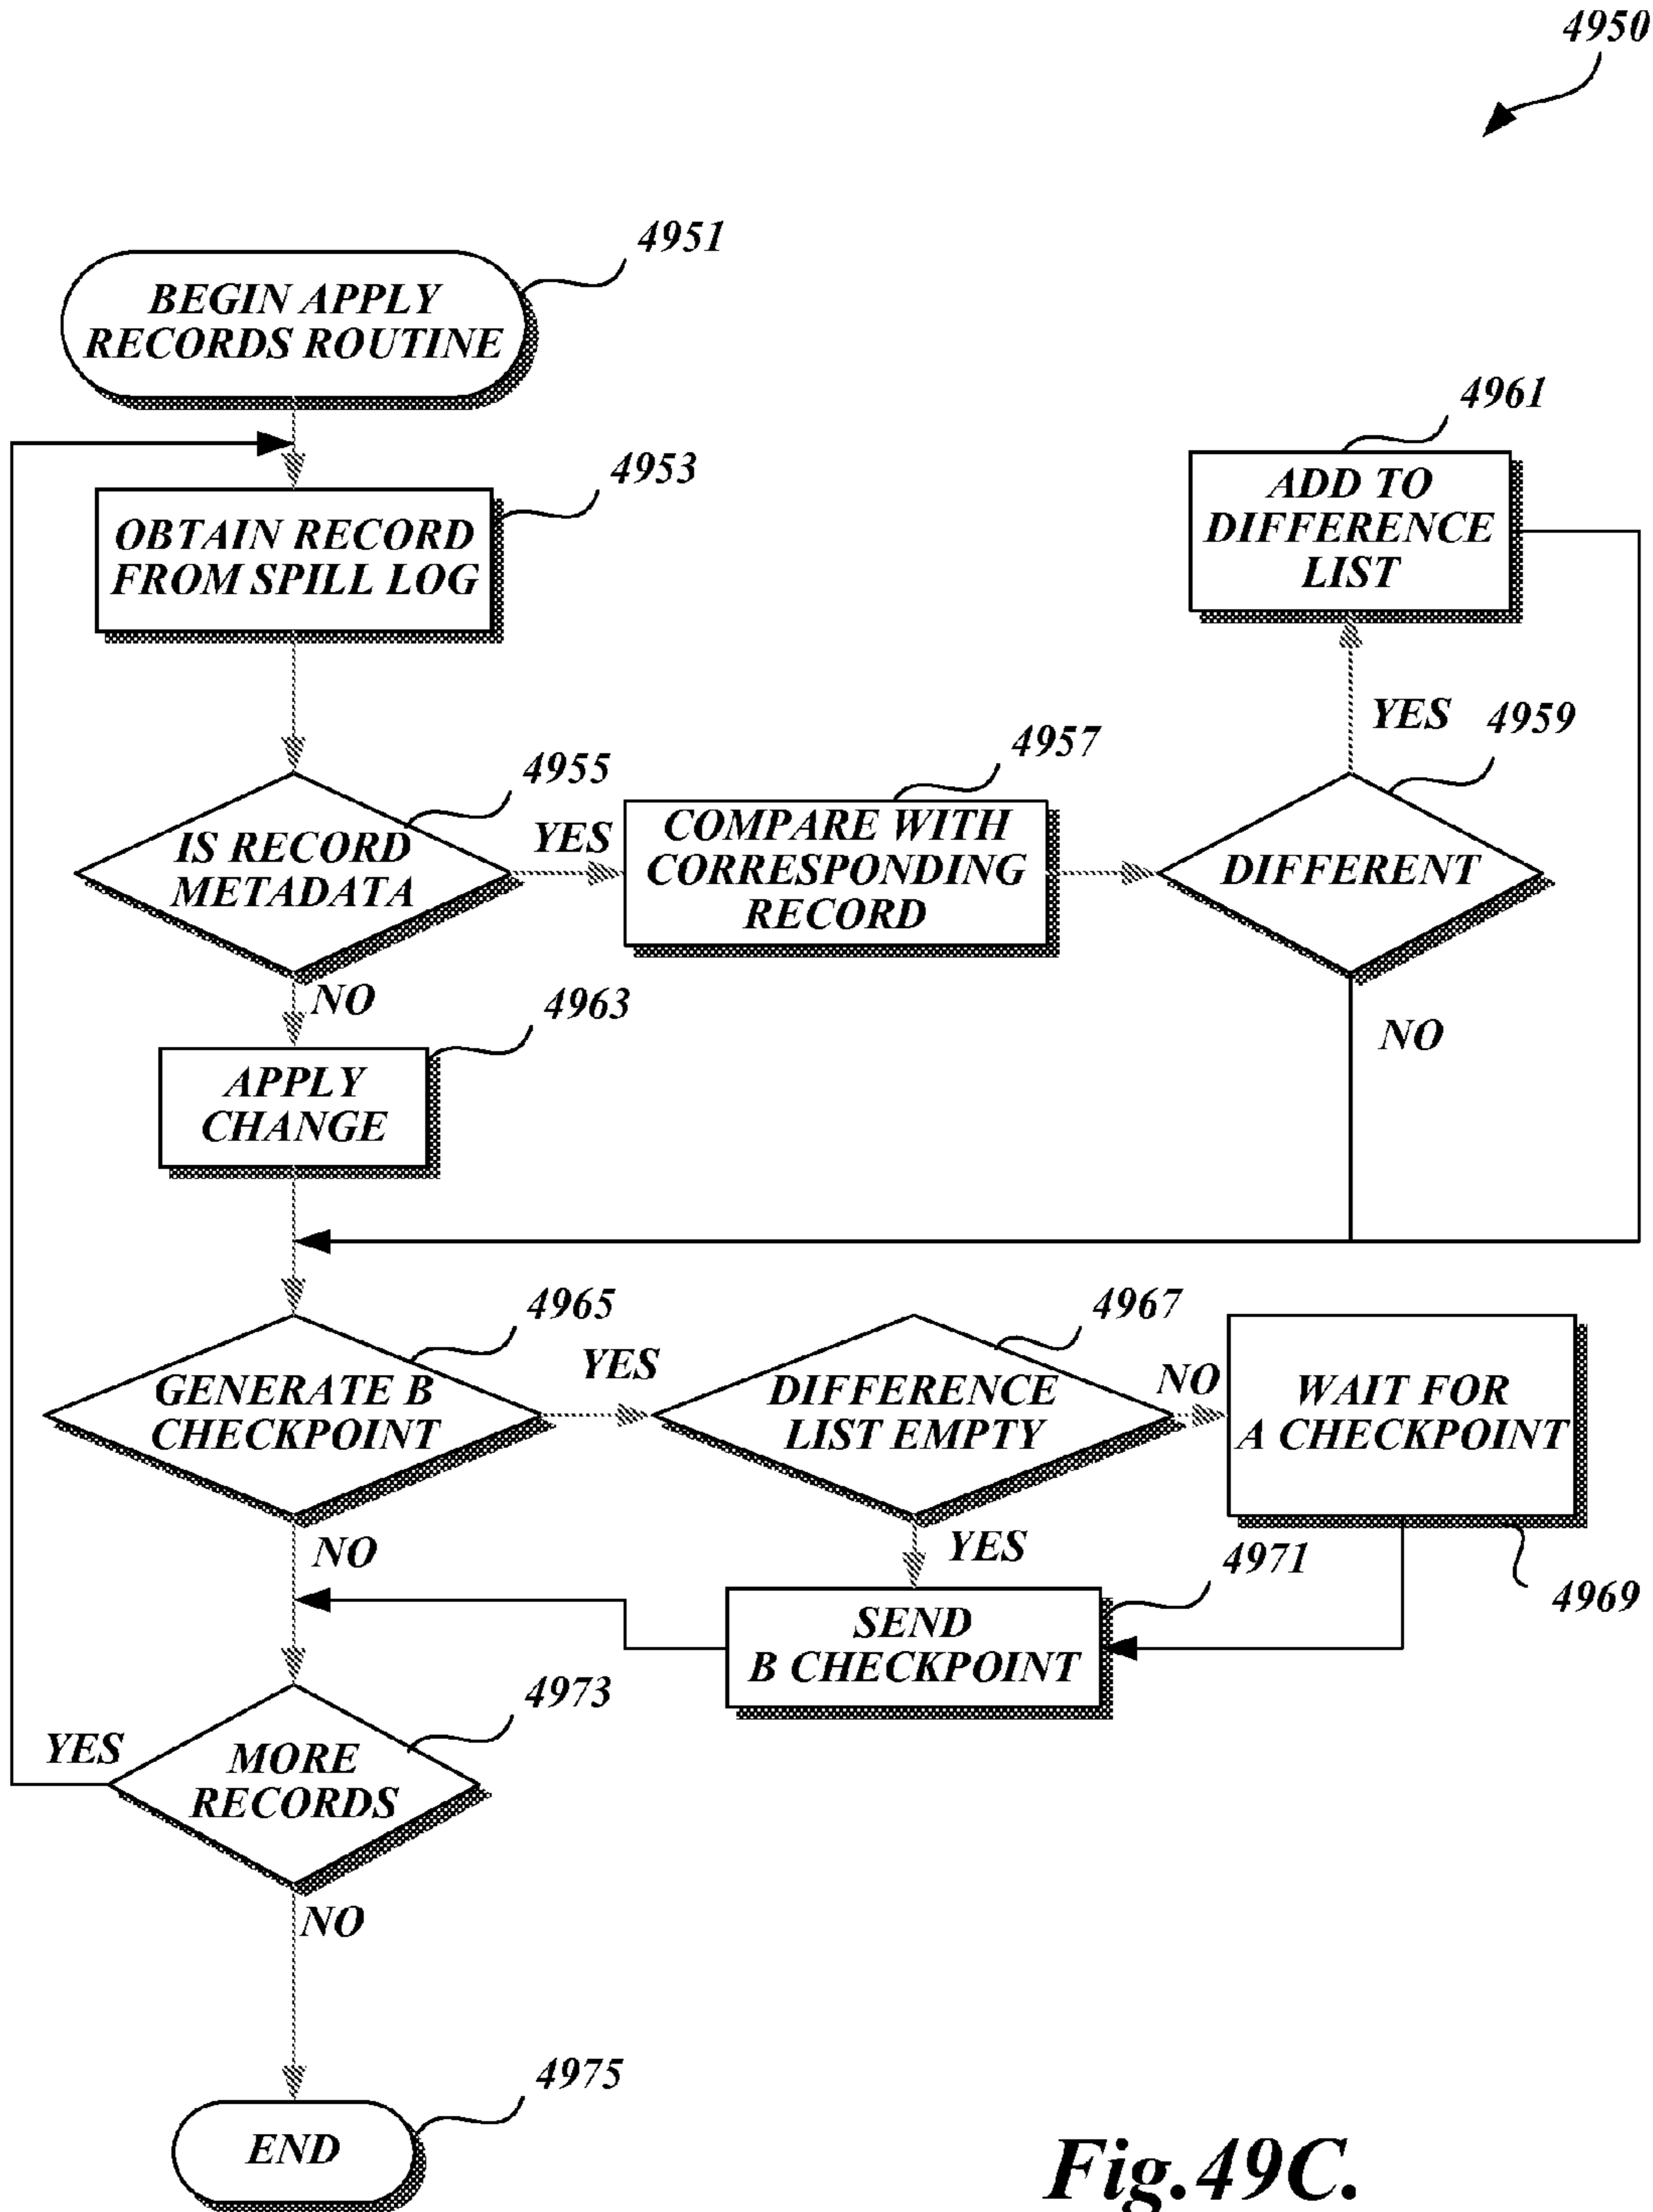 4950
4951
BEGIN APPLY
RECORDS ROUTINE
4953
OBTAIN RECORD
FROM SPILL LOG
4961
ADD TO
DIFFERENCE
LIST
YES
4959
4957
4955
IS RECORD
METADATA
YES
COMPARE WITH
CORRESPONDING
RECORD
DIFFERENT
NO
4963
NO
APPLY
CHANGE
4965
4967
GENERATE B
CHECKPOINT
YES
DIFFERENCE
LIST EMPTY
NO
WAIT FOR
A CHECKPOINT
NO
YES
4971
4969
SEND
B CHECKPOINT
4973
YES
MORE
RECORDS
NO
4975
END
Fig.49C.